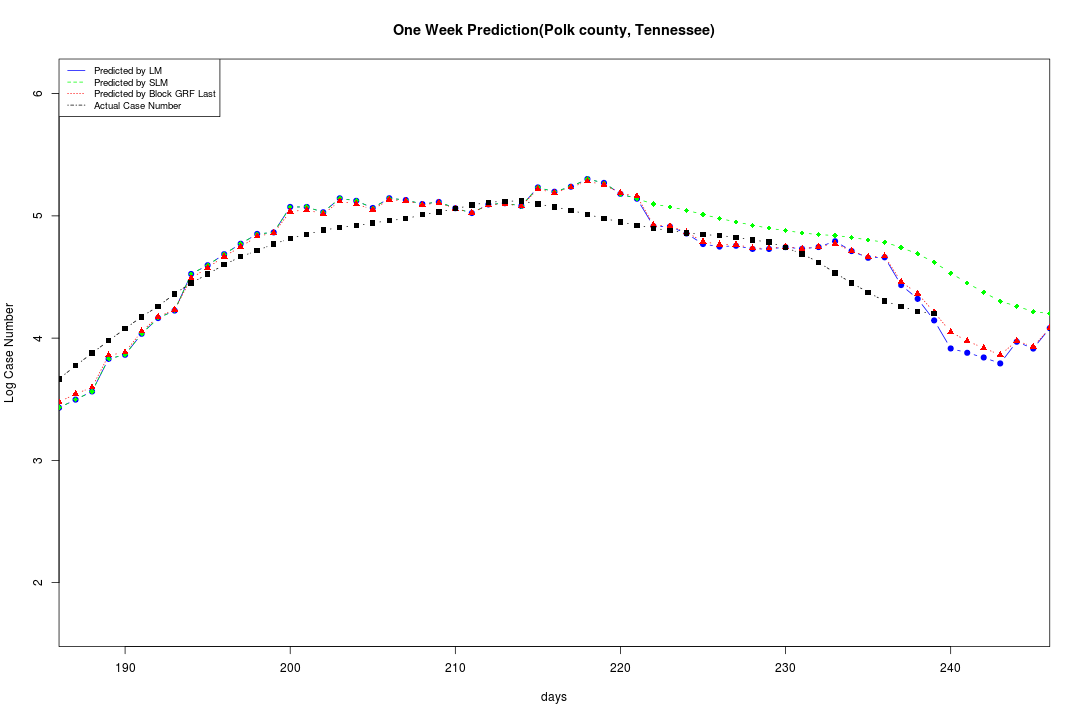 One Week Prediction(Polk county, Tennessee)
Predicted by LM
Predicted by SLM
Predicted by Block GRF Last
Actual Case Number
6
5
4
3
2
Log Case Number
190 200 210 220 230 240
days